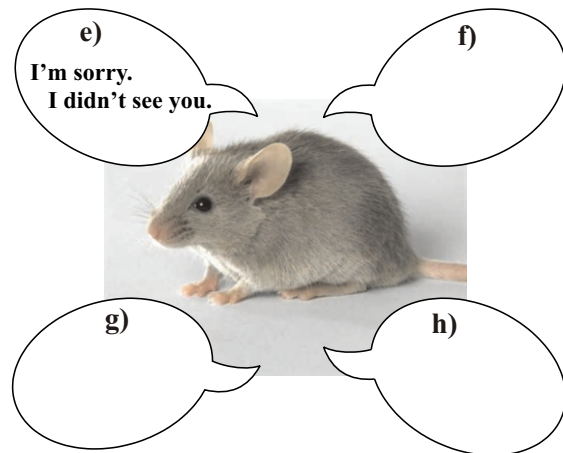 e)
I’m sorry.
I didn’t see you.
f)
g)
h)